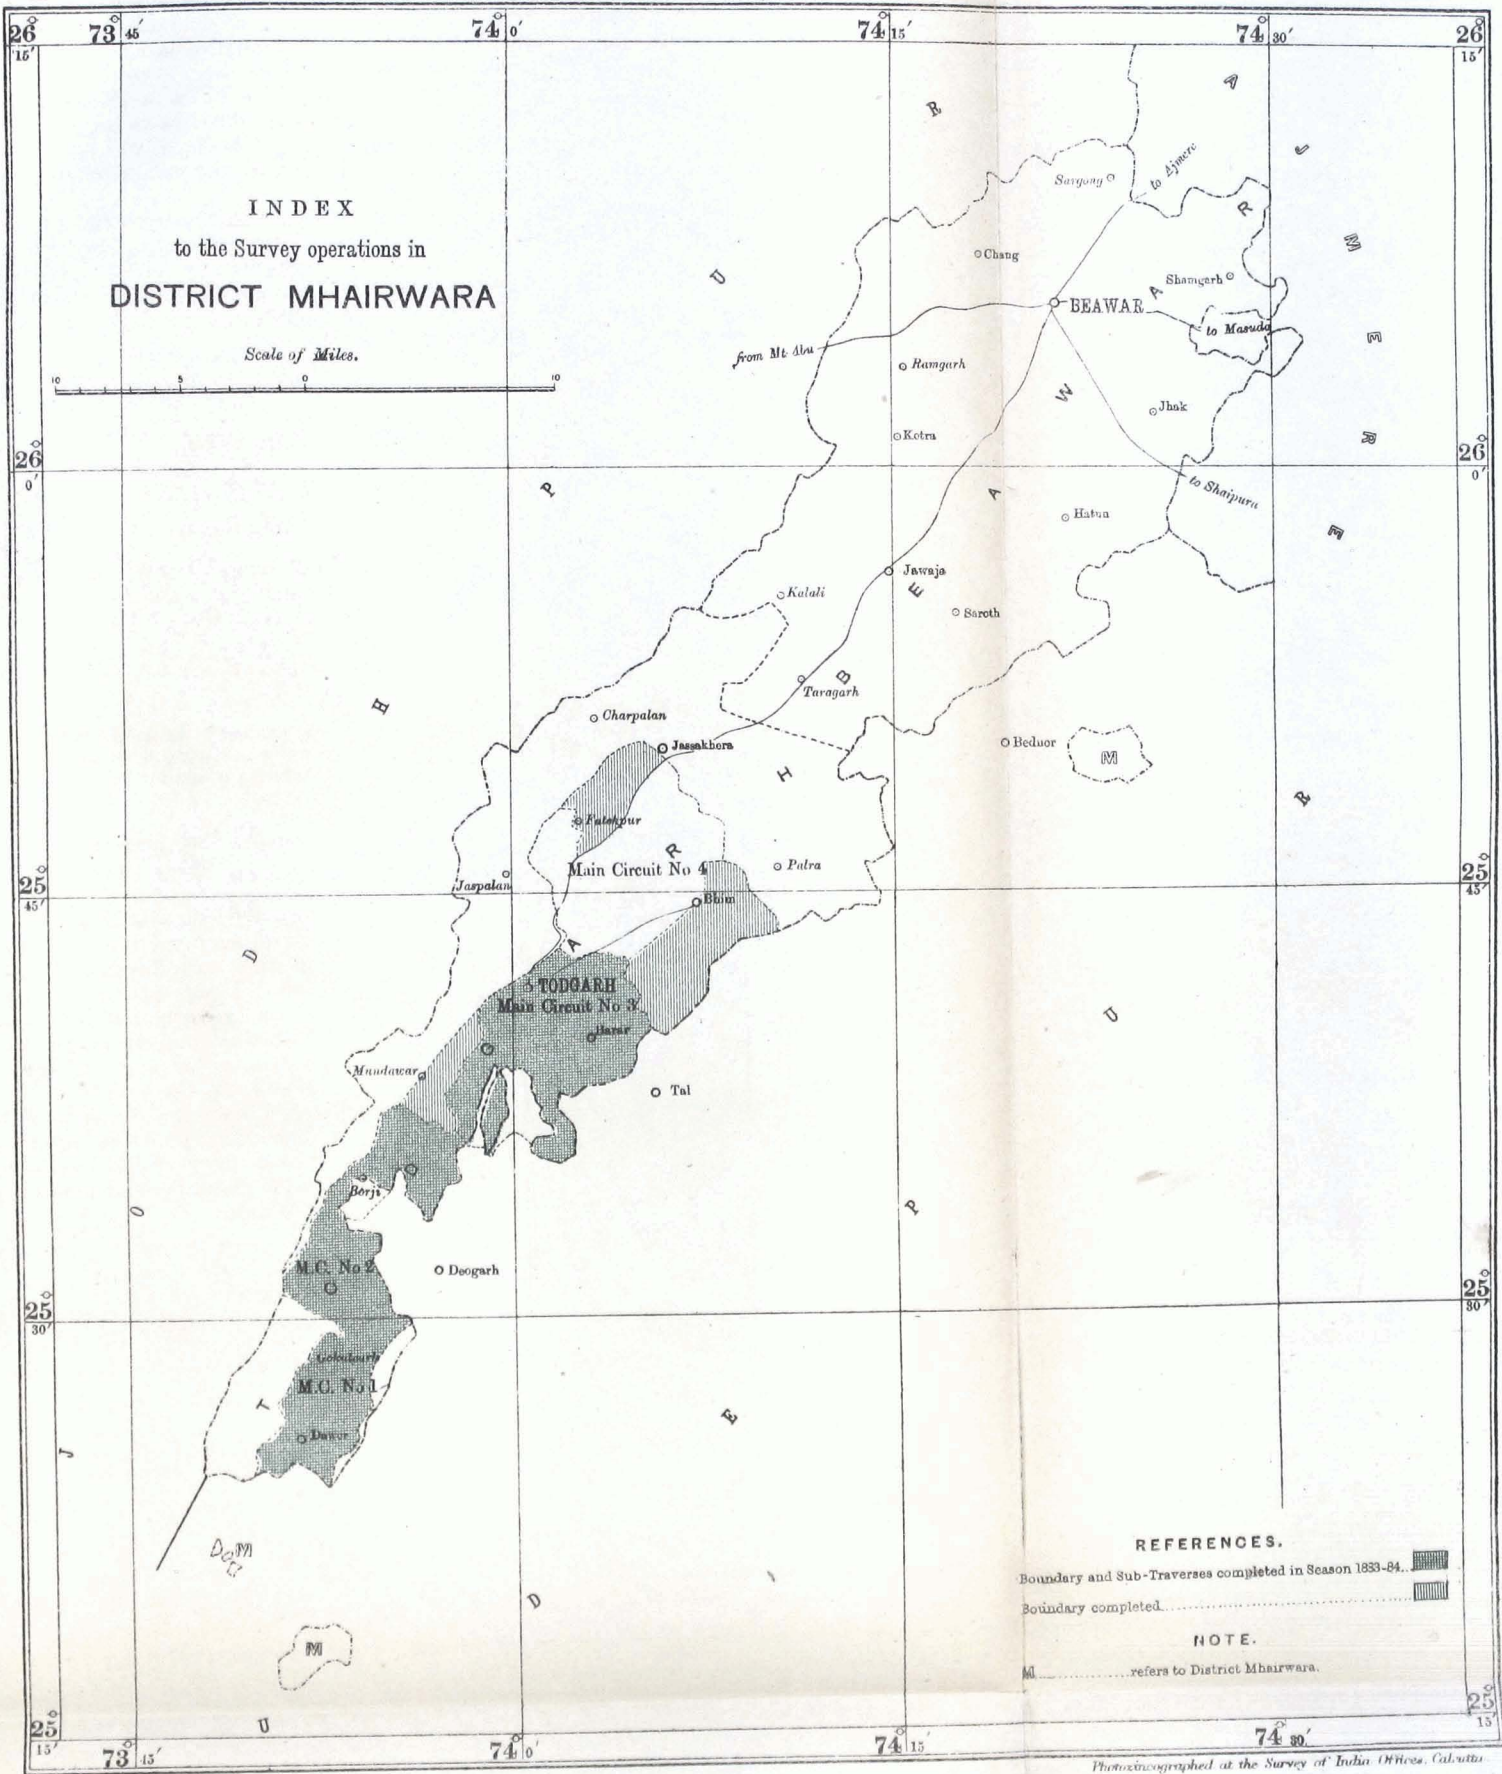 26° 15' 73° 45' 74° 0' 74° 15' 74° 30' 26° 15'
INDEX
to the Survey operations in
DISTRICT MHAIRWARA
Scale of Miles.
10 5 0 10
JODHPUR
AJMERE
BEAWAR
UDEPUR
Sargong
to Ajmere
Chang
Shamgarh
BEAWAR
to Masuda
from Mt Abu
Ramgarh
Jhak
Kotra
26° 0' 26° 0'
to Shaipura
Hatun
Jawaja
Kalali
Saroth
Taragarh
Charpalan
Jassakhera
Bednor
M
Fatehpur
Main Circuit No 4
Palra
Jaspalan
25° 45' 25° 45'
Bhim
TODGARH
Main Circuit No 3
Barar
Mundawar
Tal
Borji
M.C. No 2
Deogarh
25° 30' 25° 30'
M.C. No 1
Dawer
M
M
REFERENCES.
Boundary and Sub-Traverses completed in Season 1883-84..
Boundary completed..........
NOTE.
M..........refers to District Mhairwara.
25° 15' 73° 45' 74° 0' 74° 15' 74° 30' 25° 15'
Photozincographed at the Survey of India Offices, Calcutta